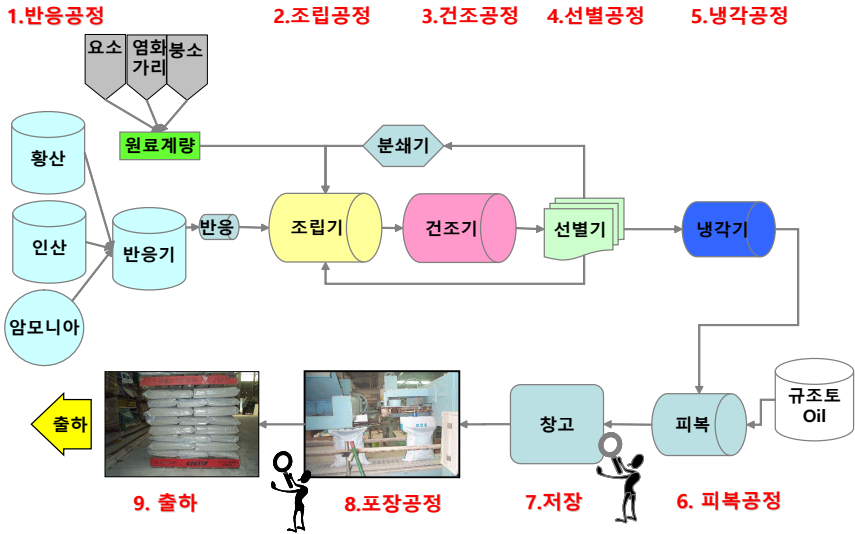 1.반응공정
2.조립공정
3.건조공정
4.선별공정
5.냉각공정
요소
염화
가리
붕소
원료계량
분쇄기
황산
인산
암모니아
반응기
반응
조립기
건조기
선별기
냉각기
규조토
Oil
피복
창고
출하
9. 출하
8.포장공정
7.저장
6. 피복공정